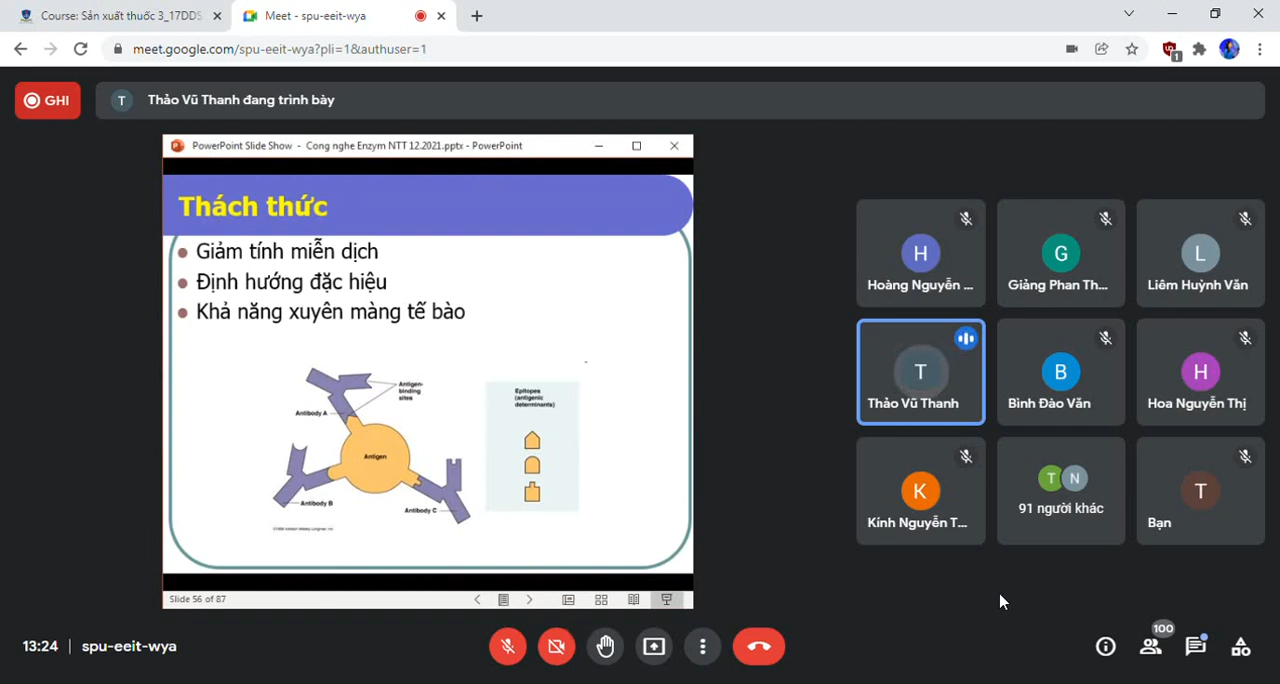 Course: Sản xuất thuốc 3_17DDS
Meet - spu-eeit-wya
meet.google.com/spu-eeit-wya?pli=1&authuser=1
1
GHI
T
Thảo Vũ Thanh đang trình bày
PowerPoint Slide Show - Cong nghe Enzym NTT 12.2021.pptx - PowerPoint
Thách thức
Giảm tính miễn dịch
Định hướng đặc hiệu
Khả năng xuyên màng tế bào
Antigen-
binding
sites
Antibody A
Antigen
Antibody B
Antibody C
Epitopes
(antigenic
determinants)
Slide 56 of 87
H
Hoàng Nguyễn ...
G
Giảng Phan Th...
L
Liêm Huỳnh Văn
T
Thảo Vũ Thanh
B
Bình Đào Văn
H
Hoa Nguyễn Thị
K
Kính Nguyễn T...
T N
91 người khác
T
Bạn
13:24 | spu-eeit-wya
100